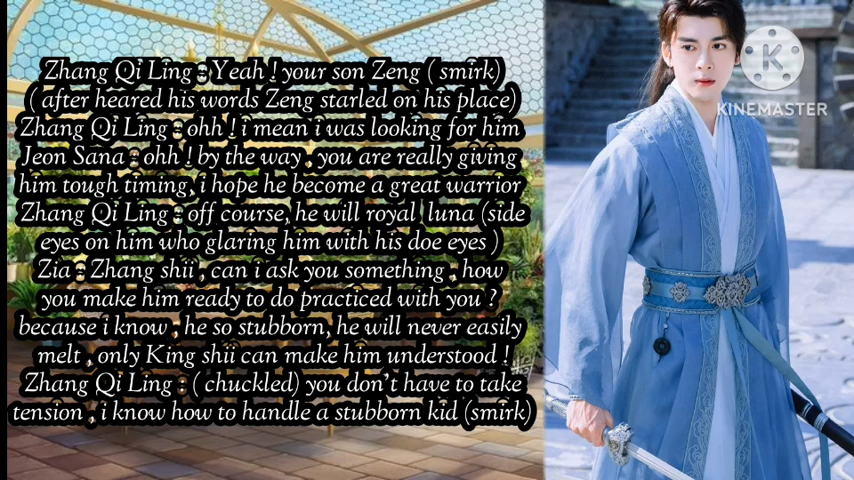 Zhang Qi Ling : Yeah ! your son Zeng ( smirk)
( after heared his words Zeng starled on his place)
Zhang Qi Ling : ohh ! i mean i was looking for him
Jeon Sana : ohh ! by the way , you are really giving
him tough timing, i hope he become a great warrior
Zhang Qi Ling : off course, he will royal luna (side
eyes on him who glaring him with his doe eyes )
Zia : Zhang shii , can i ask you something , how
you make him ready to do practiced with you ?
because i know , he so stubborn, he will never easily
melt , only King shii can make him understood !
Zhang Qi Ling : ( chuckled) you don't have to take
tension , i know how to handle a stubborn kid (smirk)
K
KINEMASTER